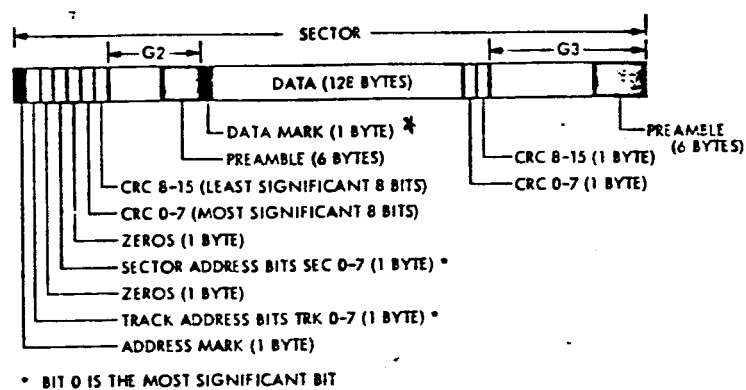 SECTOR
G2
G3
DATA (12E BYTES)
DATA MARK (1 BYTE) *
PREAMBLE (6 BYTES)
PREAMBLE
(6 BYTES)
CRC 8-15 (1 BYTE)
CRC 0-7 (1 BYTE)
CRC 8-15 (LEAST SIGNIFICANT 8 BITS)
CRC 0-7 (MOST SIGNIFICANT 8 BITS)
ZEROS (1 BYTE)
SECTOR ADDRESS BITS SEC 0-7 (1 BYTE) *
ZEROS (1 BYTE)
TRACK ADDRESS BITS TRK 0-7 (1 BYTE) *
ADDRESS MARK (1 BYTE)
* BIT 0 IS THE MOST SIGNIFICANT BIT